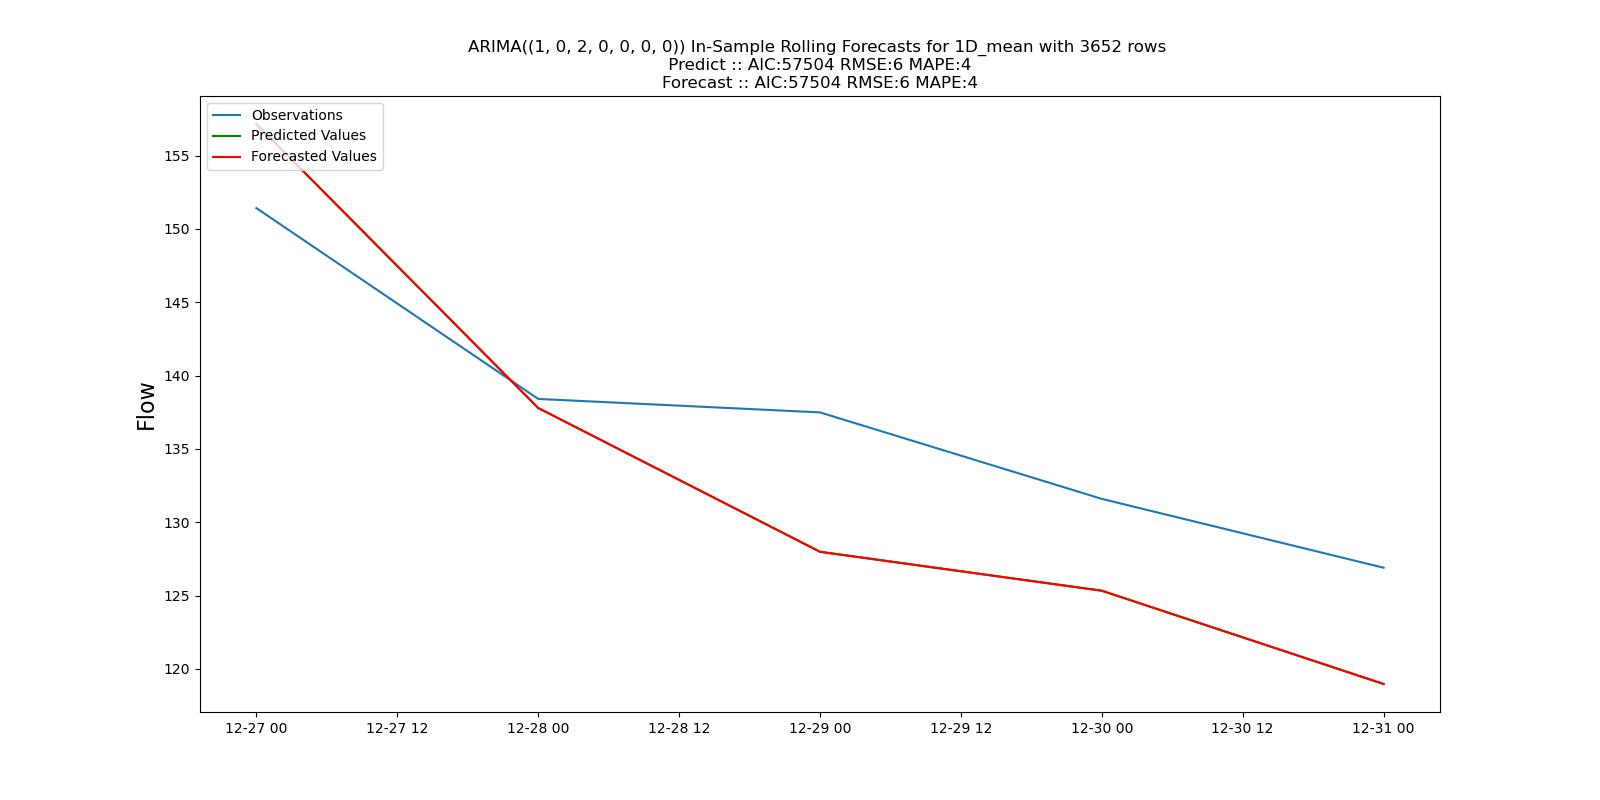 ARIMA((1, 0, 2, 0, 0, 0, 0)) In-Sample Rolling Forecasts for 1D_mean with 3652 rows
Predict :: AIC:57504 RMSE:6 MAPE:4
Forecast :: AIC:57504 RMSE:6 MAPE:4
Observations
Predicted Values
Forecasted Values
155
150
145
140
135
130
125
120
Flow
12-27 00
12-27 12
12-28 00
12-28 12
12-29 00
12-29 12
12-30 00
12-30 12
12-31 00